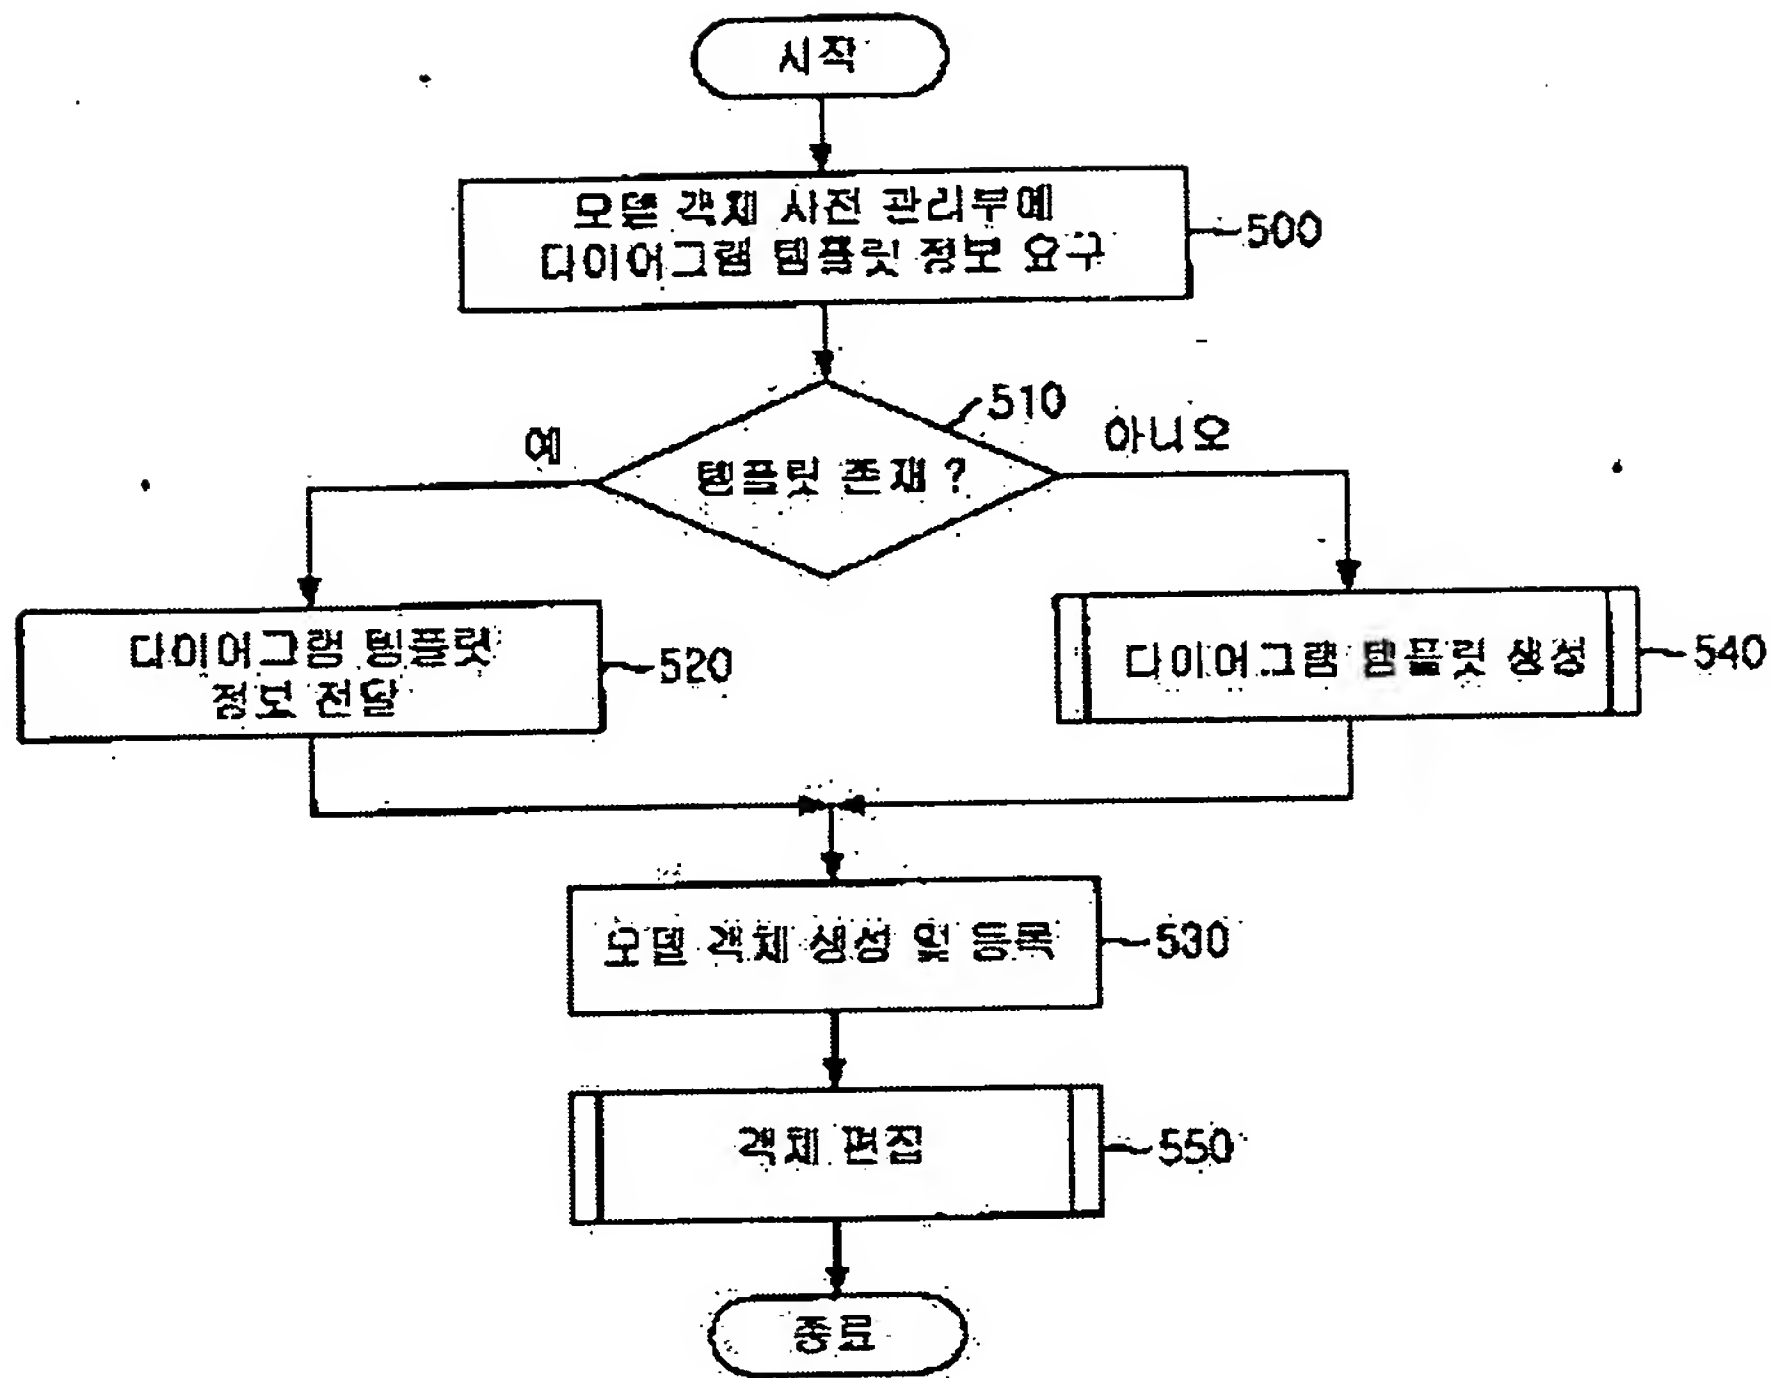 시작
모델 객체 사전 관리부에
다이어그램 템플릿 정보 요구
500
510
예
아니오
템플릿 존재 ?
다이어그램 템플릿
정보 전달
520
다이어그램 템플릿 생성
540
모델 객체 생성 및 등록
530
객체 편집
550
종료